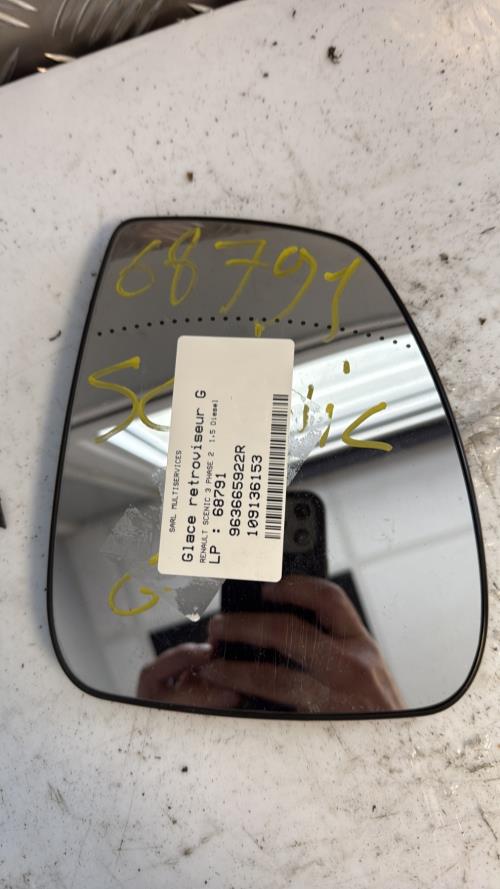 68791
SARL MULTISERVICES
Glace retroviseur G
RENAULT SCENIC 3 PHASE 2 1.5 Diesel
LP : 68791
963665922R
109136153